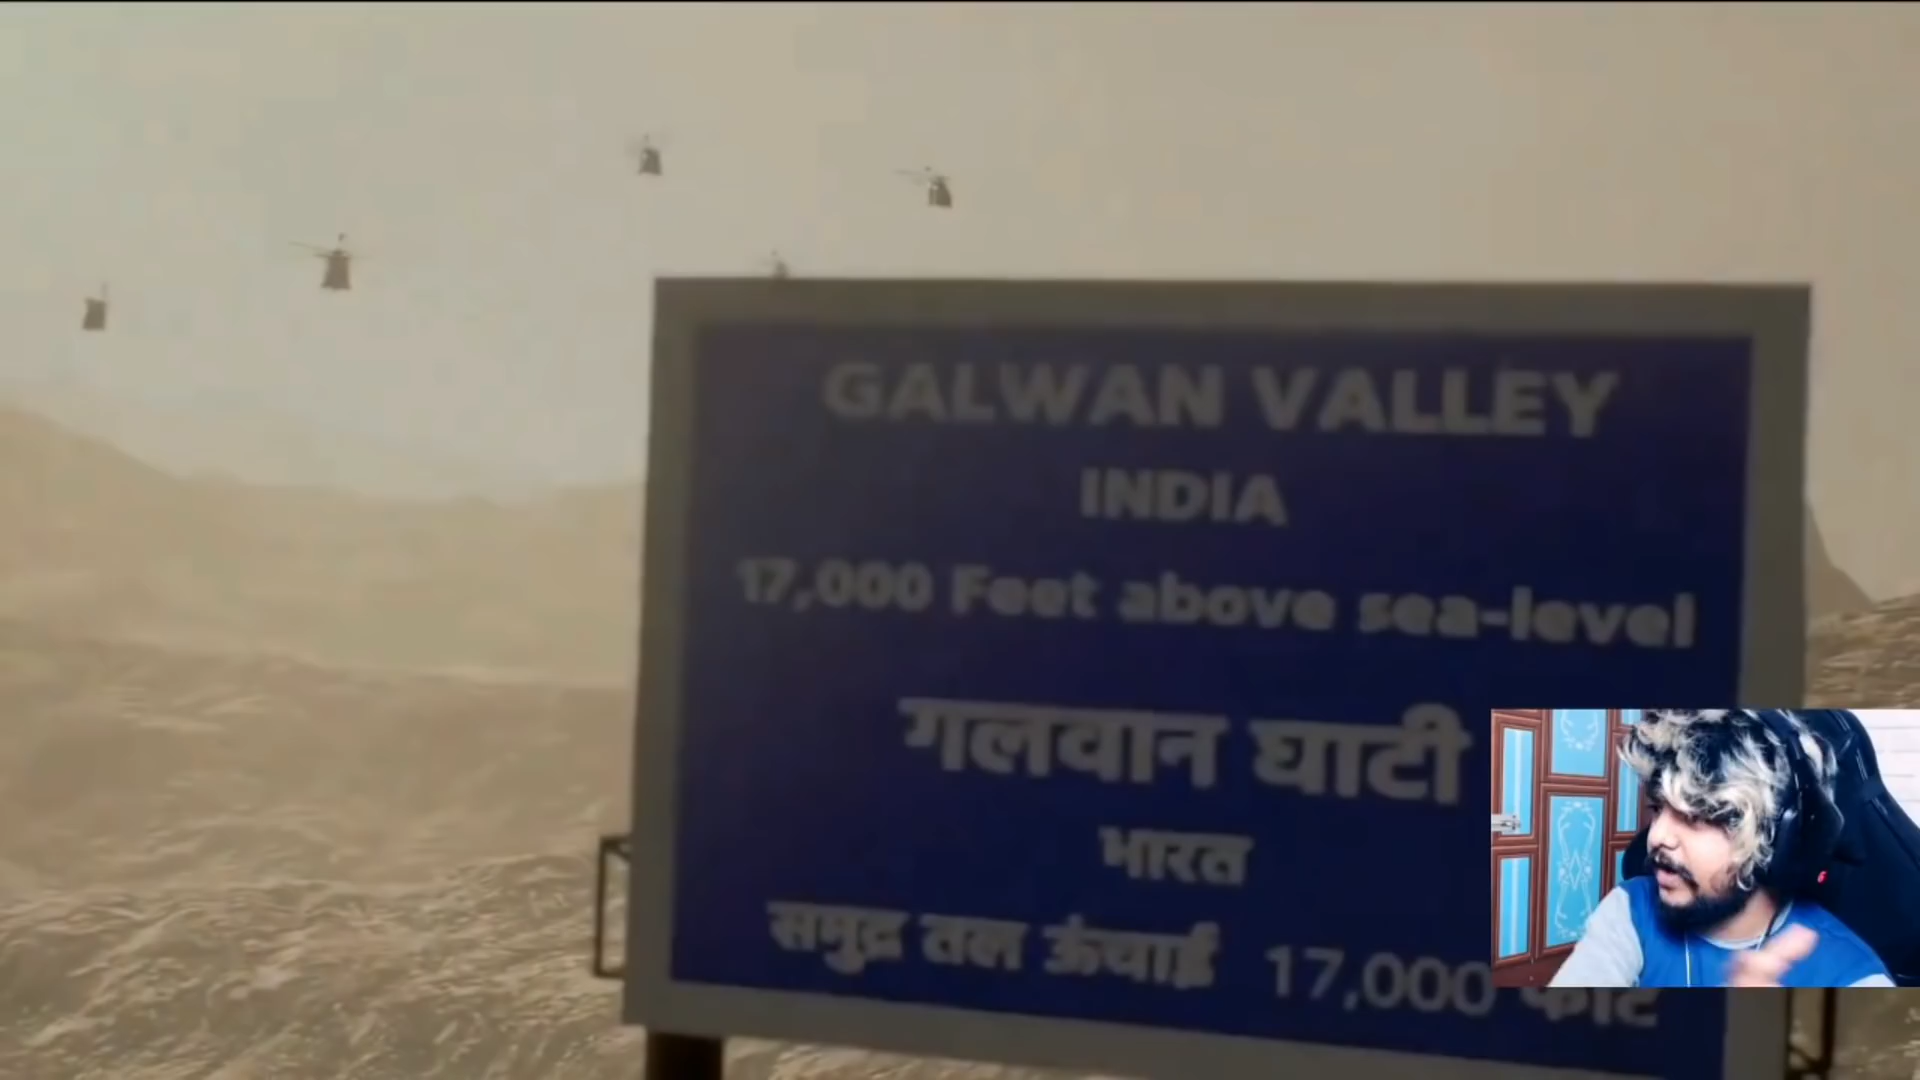 GALWAN VALLEY
INDIA
17,000 Feet above sea-level
गलवान घाटी
भारत
समुद्र तल ऊंचाई 17,000 फीट